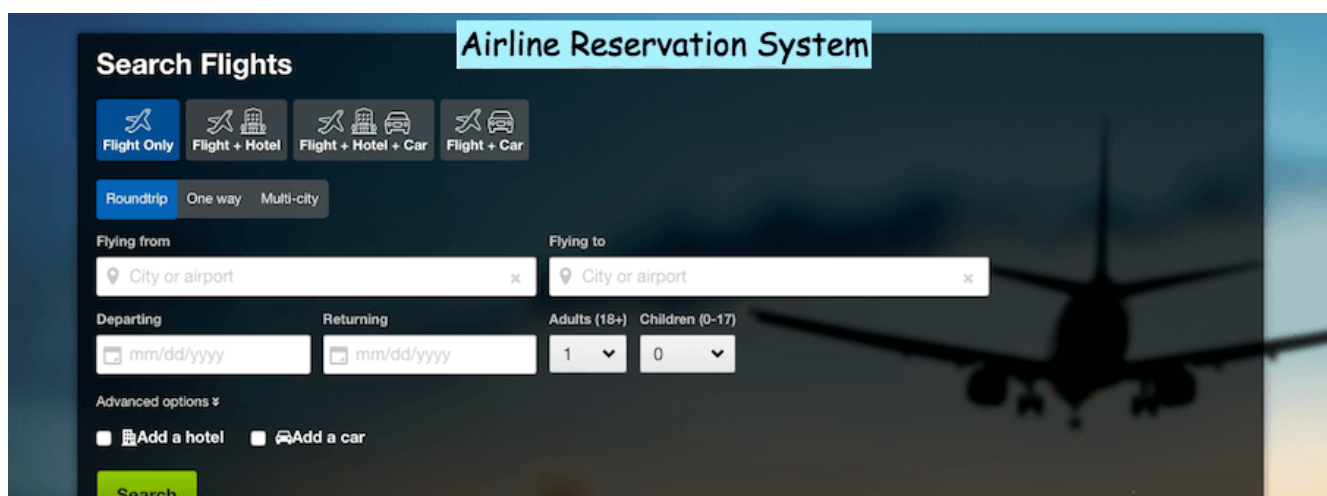 Airline Reservation System
Search Flights
Flight Only Flight + Hotel Flight + Hotel + Car Flight + Car
Roundtrip One way Multi-city
Flying from Flying to
City or airport City or airport
Departing Returning Adults (18+) Children (0-17)
mm/dd/yyyy mm/dd/yyyy 1 0
Advanced options
Add a hotel Add a car
Search